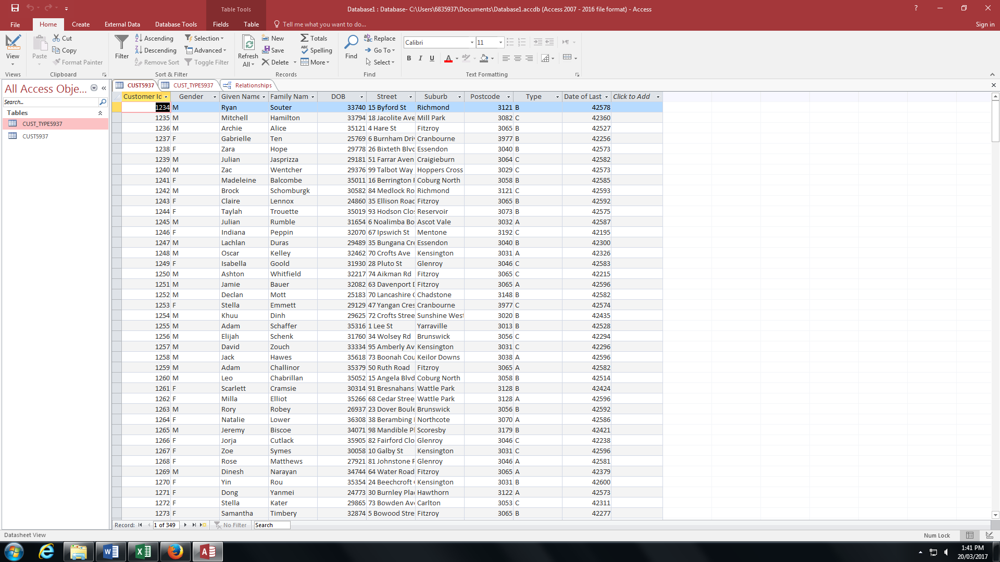 Table Tools
Database1 : Database- C:\Users\6835937\Documents\Database1.accdb (Access 2007 - 2016 file format) - Access
?
File Home Create External Data Database Tools Fields Table Tell me what you want to do... Sign in
View Paste Cut Copy Format Painter
Filter Ascending Descending Remove Sort Selection Advanced Toggle Filter
Refresh All New Save Delete Totals Spelling More
Find Replace Go To Select
Calibri 11
B I U A
Views Clipboard Sort & Filter Records Find Text Formatting
All Access Obje...
Search...
Tables
CUST_TYPE5937
CUST5937
CUST5937 CUST_TYPE5937 Relationships
Customer Id Gender Given Name Family Nam DOB Street Suburb Postcode Type Date of Last Click to Add
1234 M Ryan Souter 33740 15 Byford St Richmond 3121 B 42578
1235 M Mitchell Hamilton 33794 18 Jacolite Ave Mill Park 3082 C 42360
1236 M Archie Alice 35121 4 Hare St Fitzroy 3065 B 42527
1237 F Gabrielle Ten 25769 6 Burnham Driv Cranbourne 3977 B 42256
1238 F Zara Hope 29778 26 Bixteth Blvd Essendon 3040 B 42573
1239 M Julian Jasprizza 29181 51 Farrar Aven Craigieburn 3064 C 42582
1240 M Zac Wentcher 29376 99 Talbot Way Hoppers Cross 3029 C 42573
1241 F Madeleine Balcombe 35011 16 Berrington Coburg North 3058 B 42585
1242 M Brock Schomburgk 30582 84 Medlock Ro Richmond 3121 C 42593
1243 F Claire Lennox 24860 35 Ellison Road Fitzroy 3065 B 42592
1244 F Taylah Trouette 35019 93 Hodson Clos Reservoir 3073 B 42575
1245 M Julian Rumble 31654 6 Noalimba Bo Ascot Vale 3032 A 42587
1246 F Indiana Peppin 32070 67 Ipswich St Mentone 3192 C 42195
1247 M Lachlan Duras 29489 35 Bungana Cre Essendon 3040 B 42300
1248 M Oscar Kelley 32462 70 Crofts Ave Kensington 3031 A 42326
1249 F Isabella Goold 31930 28 Pluto St Glenroy 3046 C 42583
1250 M Ashton Whitfield 32217 74 Aikman Rd Fitzroy 3065 C 42215
1251 M Jamie Bauer 32082 63 Davenport D Fitzroy 3065 A 42596
1252 M Declan Mott 25183 70 Lancashire C Chadstone 3148 B 42582
1253 F Stella Emmett 29129 47 Yangan Cres Cranbourne 3977 C 42574
1254 M Khuu Dinh 29625 72 Crofts Stree Sunshine West 3020 B 42435
1255 M Adam Schaffer 35316 1 Lee St Yarraville 3013 B 42528
1256 M Elijah Schenk 31760 34 Wolsey Rd Brunswick 3056 C 42294
1257 M David Zouch 33334 95 Amberly Av Kensington 3031 C 42296
1258 M Jack Hawes 35618 73 Boonah Cou Keilor Downs 3038 A 42596
1259 M Adam Challinor 35379 50 Ruth Road Fitzroy 3065 A 42582
1260 M Leo Chabrillan 35052 15 Angela Blvd Coburg North 3058 B 42514
1261 F Scarlett Cramsie 30314 91 Bresnahans Wattle Park 3128 B 42424
1262 F Milla Elliot 35266 68 Cedar Stree Wattle Park 3128 A 42596
1263 M Rory Robey 26937 23 Dover Boule Brunswick 3056 B 42592
1264 F Natalie Lower 36308 38 Berambing Northcote 3070 A 42586
1265 M Jeremy Biscoe 34071 98 Mandible Pl Scoresby 3179 B 42421
1266 F Jorja Cutlack 35905 82 Fairford Clo Glenroy 3046 C 42238
1267 F Zoe Symes 30058 10 Galby St Kensington 3031 C 42596
1268 F Rose Matthews 27921 81 Johnstone Glenroy 3046 A 42581
1269 M Dinesh Narayan 34744 64 Water Road Fitzroy 3065 A 42379
1270 F Yin Rou 35354 24 Beechcroft Kensington 3031 B 42600
1271 F Dong Yanmei 24773 30 Burnley Plac Hawthorn 3122 A 42573
1272 F Stella Kater 29865 73 Bowden Ave Carlton 3053 C 42311
1273 F Samantha Timbery 32874 5 Bowood Stre Fitzroy 3065 B 42277
Record: 1 of 349 No Filter Search
Datasheet View Num Lock
1:41 PM
20/03/2017